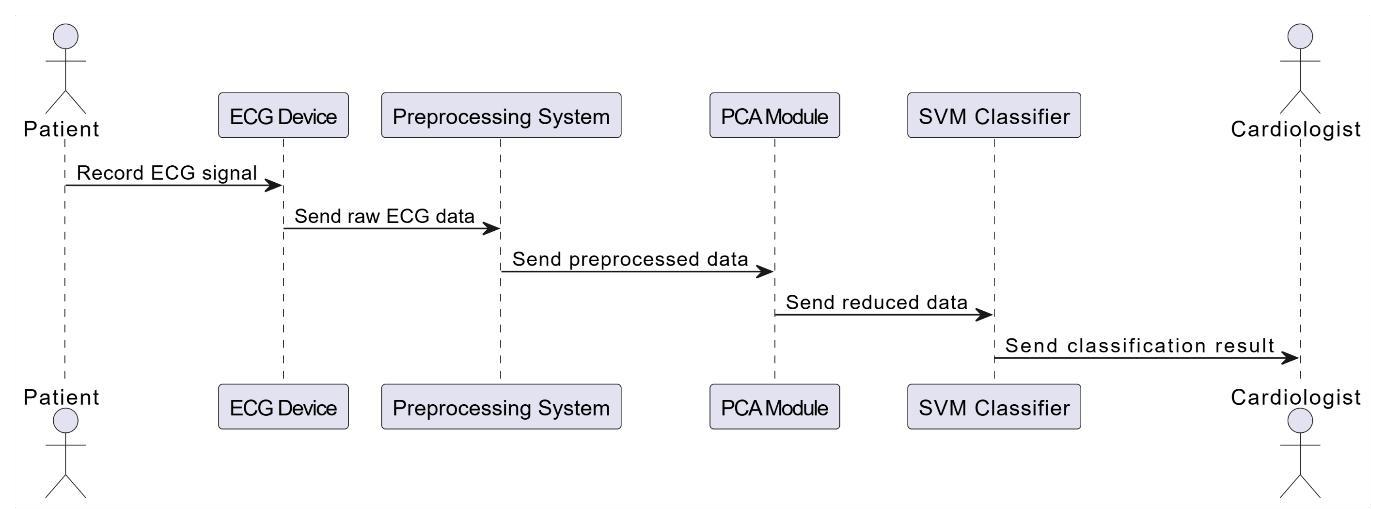 Patient
ECG Device
Preprocessing System
PCA Module
SVM Classifier
Cardiologist
Record ECG signal
Send raw ECG data
Send preprocessed data
Send reduced data
Send classification result
Patient
ECG Device
Preprocessing System
PCA Module
SVM Classifier
Cardiologist